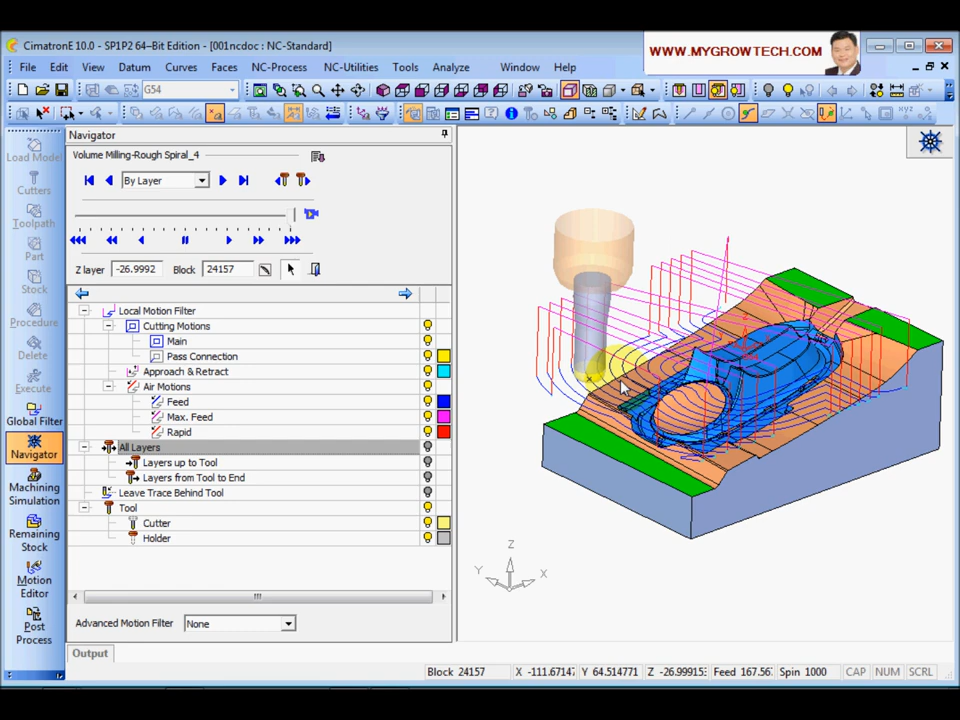 CimatronE 10.0 - SP1P2 64–Bit Edition - [001ncdoc : NC-Standard]
WWW.MYGROWTECH.COM
File Edit View Datum Curves Faces NC-Process NC-Utilities Tools Analyze Window Help
G54
Navigator
Load Model
Cutters
Toolpath
Part
Stock
Procedure
Delete
Execute
Global Filter
Navigator
Machining Simulation
Remaining Stock
Motion Editor
Post Process
Volume Milling-Rough Spiral_4
By Layer
Z layer -26.9992 Block 24157
Local Motion Filter
Cutting Motions
Main
Pass Connection
Approach & Retract
Air Motions
Feed
Max. Feed
Rapid
All Layers
Layers up to Tool
Layers from Tool to End
Leave Trace Behind Tool
Tool
Cutter
Holder
Advanced Motion Filter None
Output
Z
Y
X
Block 24157 X -111.67147 Y 64.514771 Z -26.99915 Feed 167.56 Spin 1000 CAP NUM SCRL